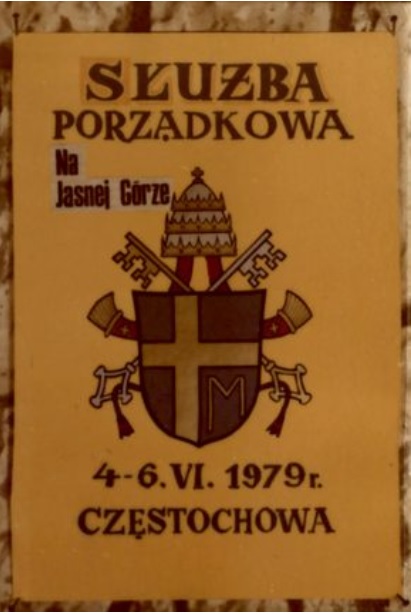 SŁUŻBA
PORZĄDKOWA
Na
Jasnej Górze
M
4-6.VI. 1979r.
CZĘSTOCHOWA